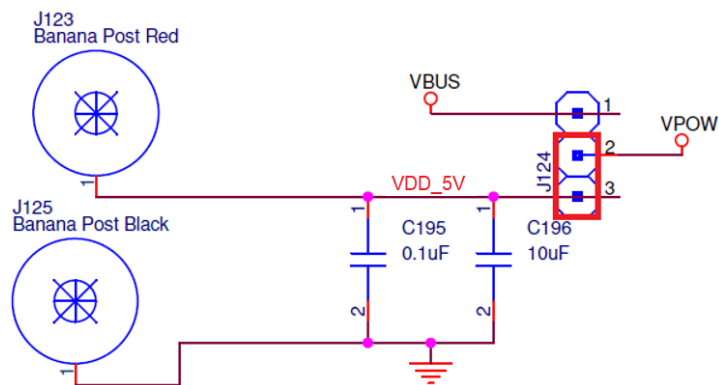 J123
Banana Post Red
1
VBUS
1
VPOW
2
J124
VDD_5V
3
J125
Banana Post Black
1
C195
0.1uF
2
1
C196
10uF
2
1